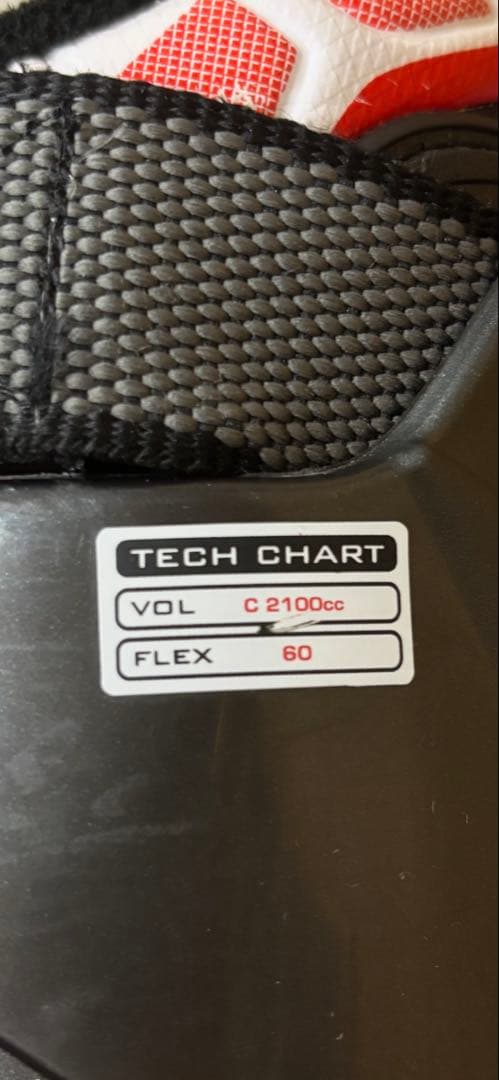 TECH CHART
VOL C 2100cc
FLEX 60